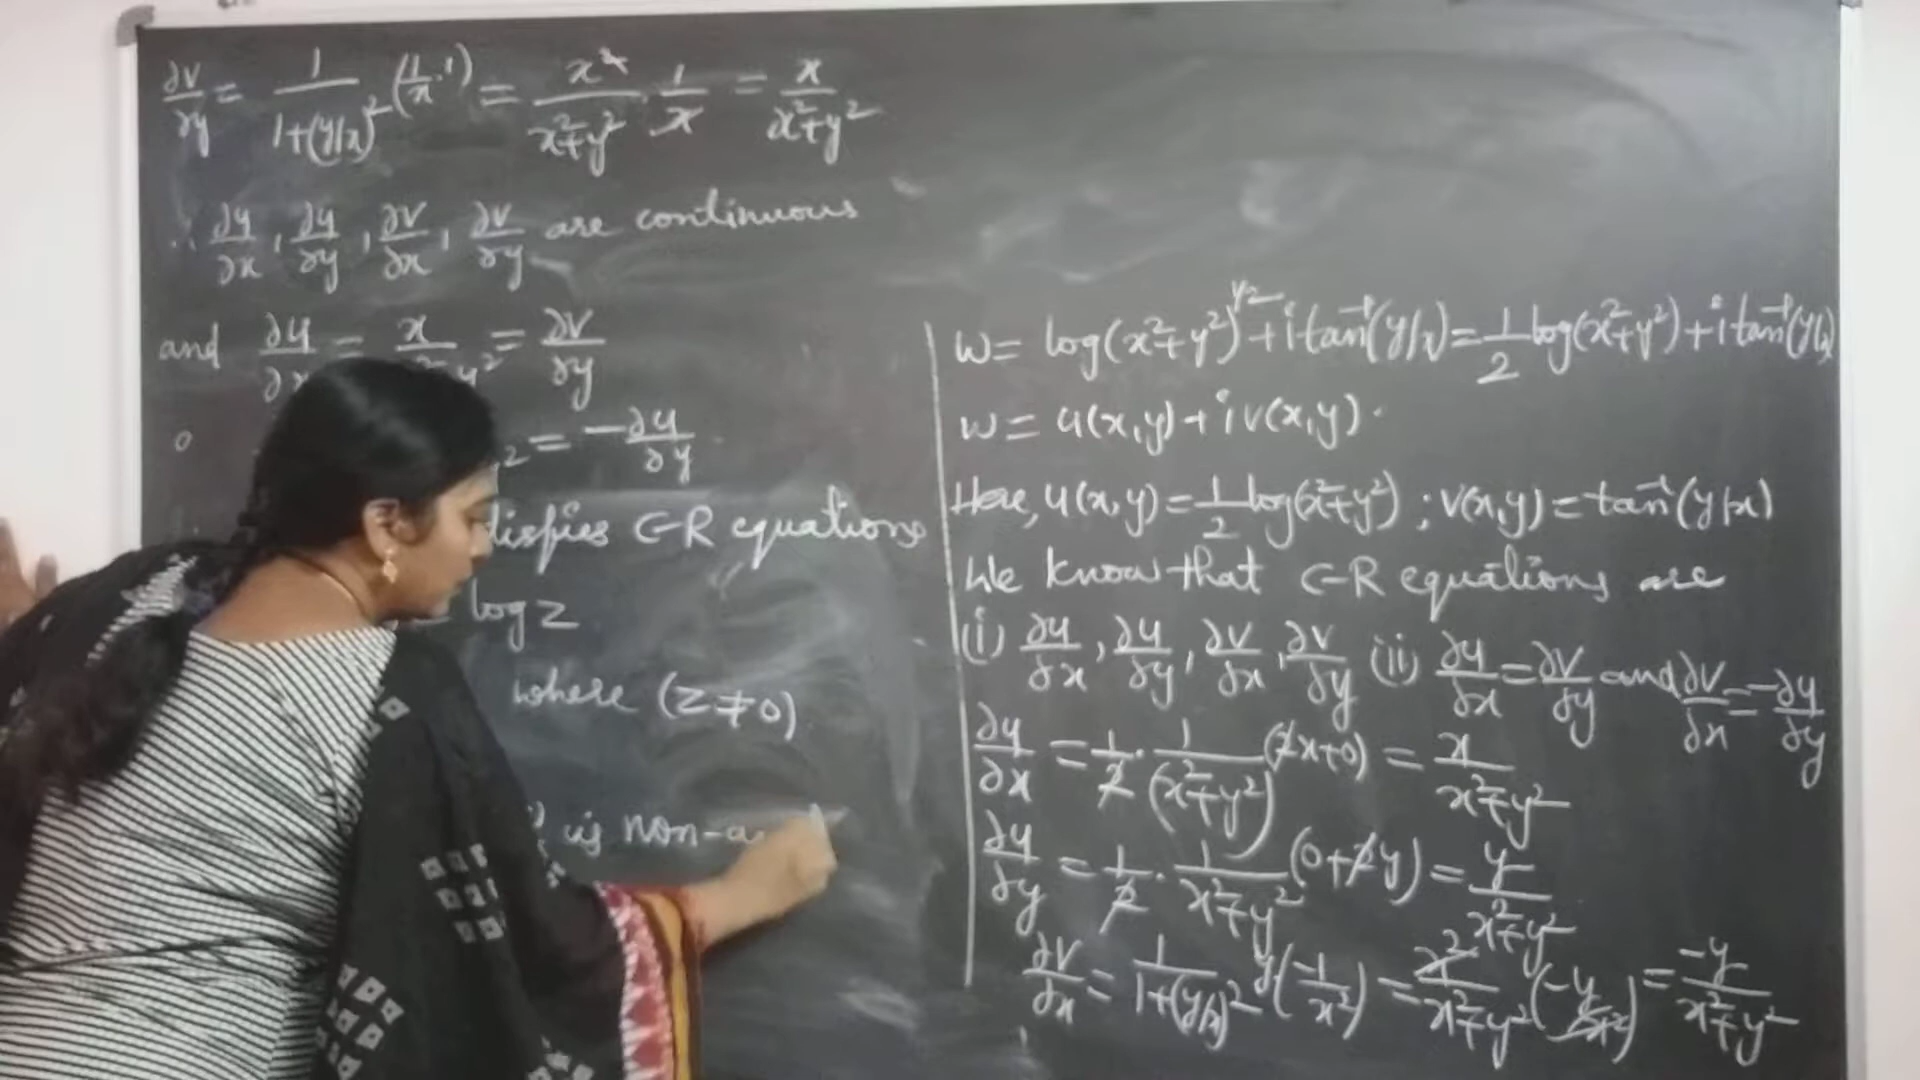 ∂v/∂y = 1/(1+(y/x)²) (1/x · 1) = x²/(x²+y²) · 1/x = x/(x²+y²)
∴ ∂u/∂x, ∂u/∂y, ∂v/∂x, ∂v/∂y are continuous
and ∂u/∂x = x/ y² = ∂v/∂y
2 = -∂u/∂y
C-R equations
log z
where (z ≠ 0)
is non-a
w = log(x²+y²)^1/2 + i tan⁻¹(y/x) = 1/2 log(x²+y²) + i tan⁻¹(y/x)
w = u(x,y) + i v(x,y).
Here, u(x,y) = 1/2 log(x²+y²) ; v(x,y) = tan⁻¹(y/x)
We know that C-R equations are
(i) ∂u/∂x, ∂u/∂y, ∂v/∂x, ∂v/∂y (ii) ∂u/∂x = ∂v/∂y and ∂v/∂x = -∂u/∂y
∂u/∂x = 1/2 · 1/(x²+y²) (2x+0) = x/(x²+y²)
∂u/∂y = 1/2 · 1/(x²+y²) (0+2y) = y/(x²+y²)
∂v/∂x = 1/(1+(y/x)²) y(-1/x²) = x²/(x²+y²) (-y/x²) = -y/(x²+y²)